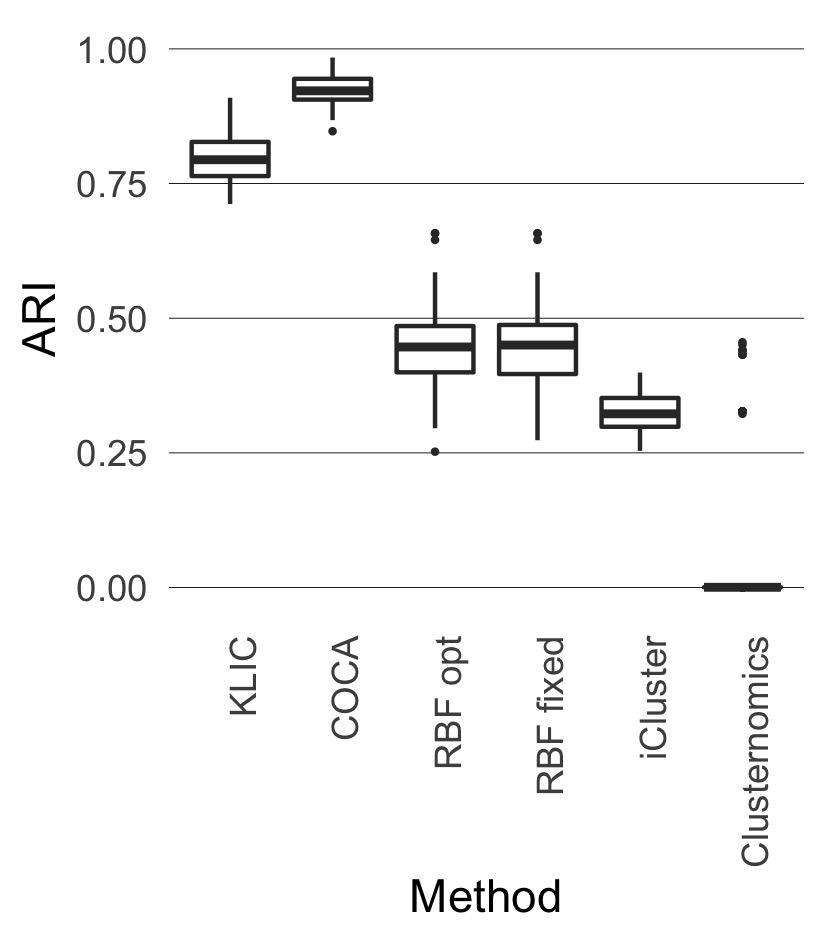 1.00
0.75
0.50
0.25
0.00
ARI
KLIC
COCA
RBF opt
RBF fixed
iCluster
Clusternomics
Method